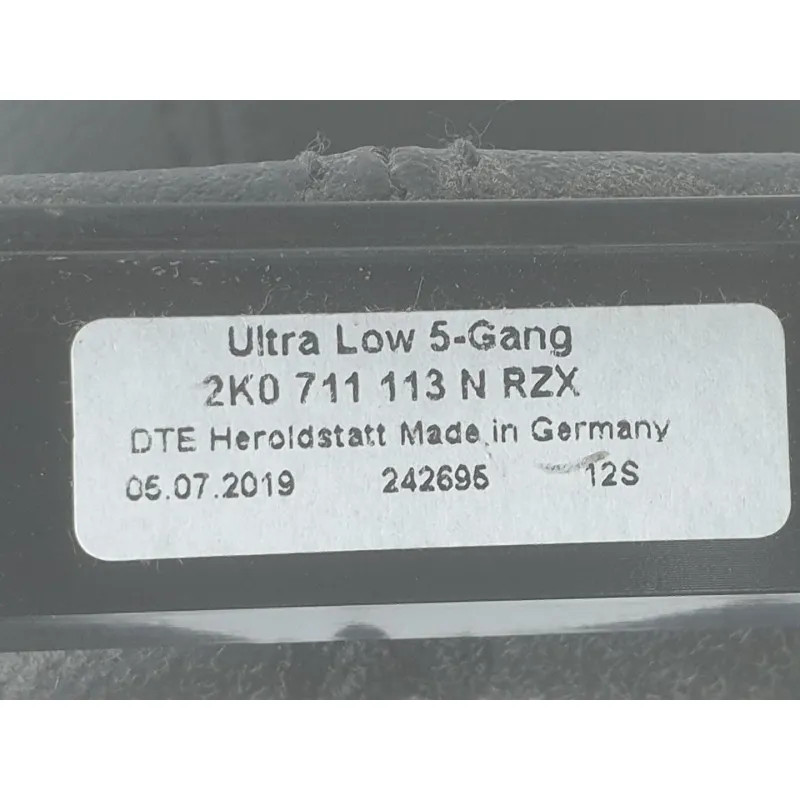 Ultra Low 5-Gang
2K0 711 113 N RZX
DTE Heroldstatt Made in Germany
05.07.2019 242695 12S